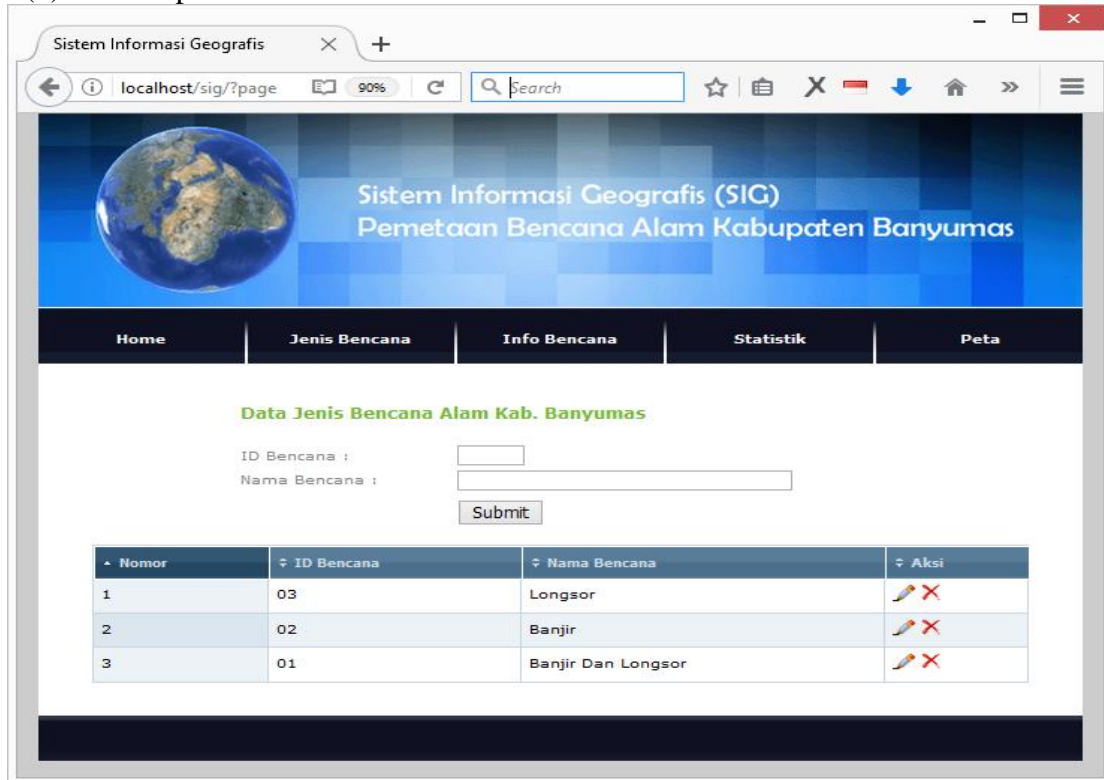 Sistem Informasi Geografis
localhost/sig/?page
90%
Search
Sistem Informasi Geografis (SIG)
Pemetaan Bencana Alam Kabupaten Banyumas
Home Jenis Bencana Info Bencana Statistik Peta
Data Jenis Bencana Alam Kab. Banyumas
ID Bencana :
Nama Bencana :
Submit
Nomor ID Bencana Nama Bencana Aksi
1 03 Longsor
2 02 Banjir
3 01 Banjir Dan Longsor